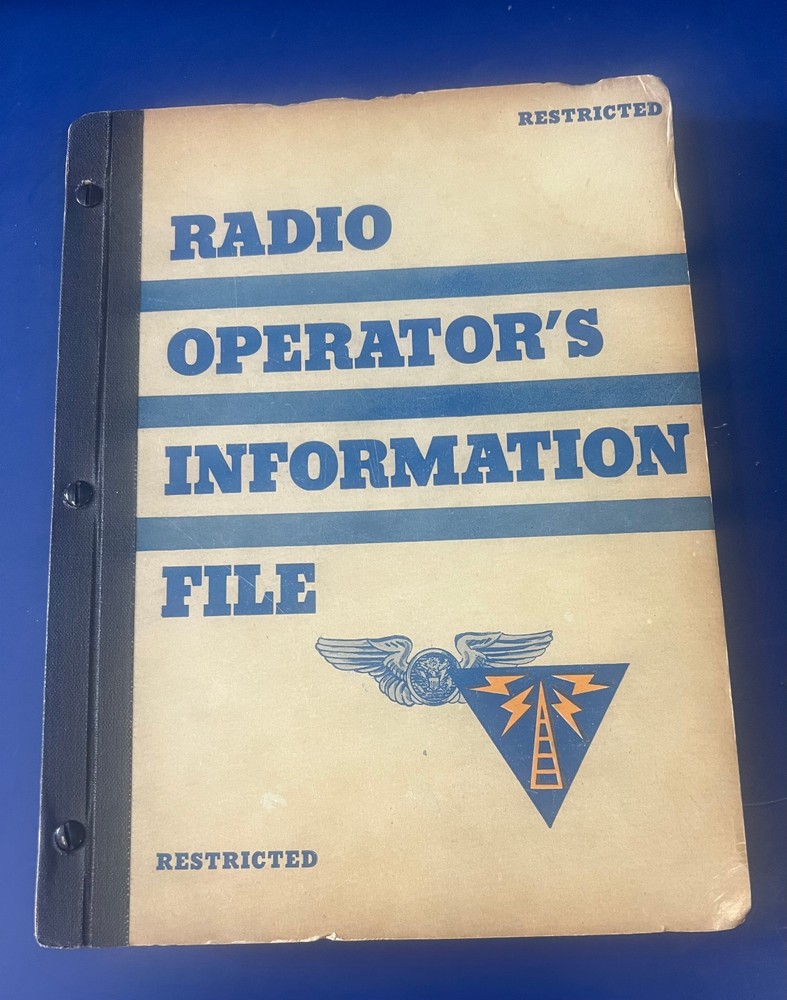 RESTRICTED
RADIO
OPERATOR'S
INFORMATION
FILE
RESTRICTED